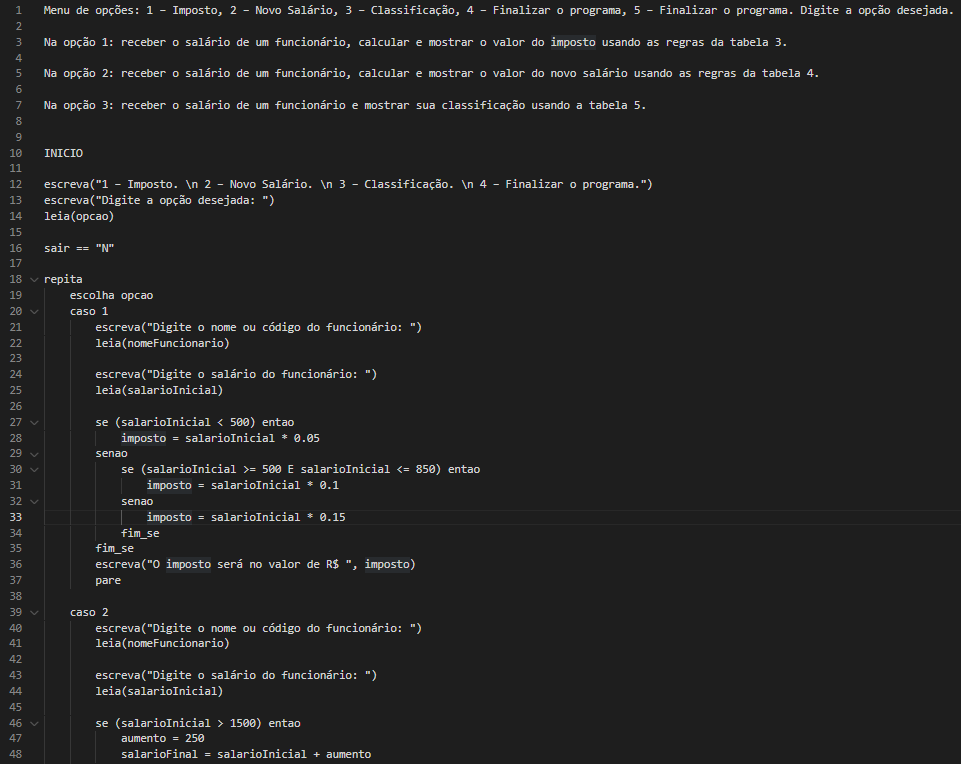 1 Menu de opções: 1 - Imposto, 2 - Novo Salário, 3 - Classificação, 4 - Finalizar o programa, 5 - Finalizar o programa. Digite a opção desejada.
2
3 Na opção 1: receber o salário de um funcionário, calcular e mostrar o valor do imposto usando as regras da tabela 3.
4
5 Na opção 2: receber o salário de um funcionário, calcular e mostrar o valor do novo salário usando as regras da tabela 4.
6
7 Na opção 3: receber o salário de um funcionário e mostrar sua classificação usando a tabela 5.
8
9
10 INICIO
11
12 escreva("1 - Imposto. \n 2 - Novo Salário. \n 3 - Classificação. \n 4 - Finalizar o programa.")
13 escreva("Digite a opção desejada: ")
14 leia(opcao)
15
16 sair == "N"
17
18 repita
19 escolha opcao
20 caso 1
21 escreva("Digite o nome ou código do funcionário: ")
22 leia(nomeFuncionario)
23
24 escreva("Digite o salário do funcionário: ")
25 leia(salarioInicial)
26
27 se (salarioInicial < 500) entao
28 imposto = salarioInicial * 0.05
29 senao
30 se (salarioInicial >= 500 E salarioInicial <= 850) entao
31 imposto = salarioInicial * 0.1
32 senao
33 imposto = salarioInicial * 0.15
34 fim_se
35 fim_se
36 escreva("O imposto será no valor de R$ ", imposto)
37 pare
38
39 caso 2
40 escreva("Digite o nome ou código do funcionário: ")
41 leia(nomeFuncionario)
42
43 escreva("Digite o salário do funcionário: ")
44 leia(salarioInicial)
45
46 se (salarioInicial > 1500) entao
47 aumento = 250
48 salarioFinal = salarioInicial + aumento